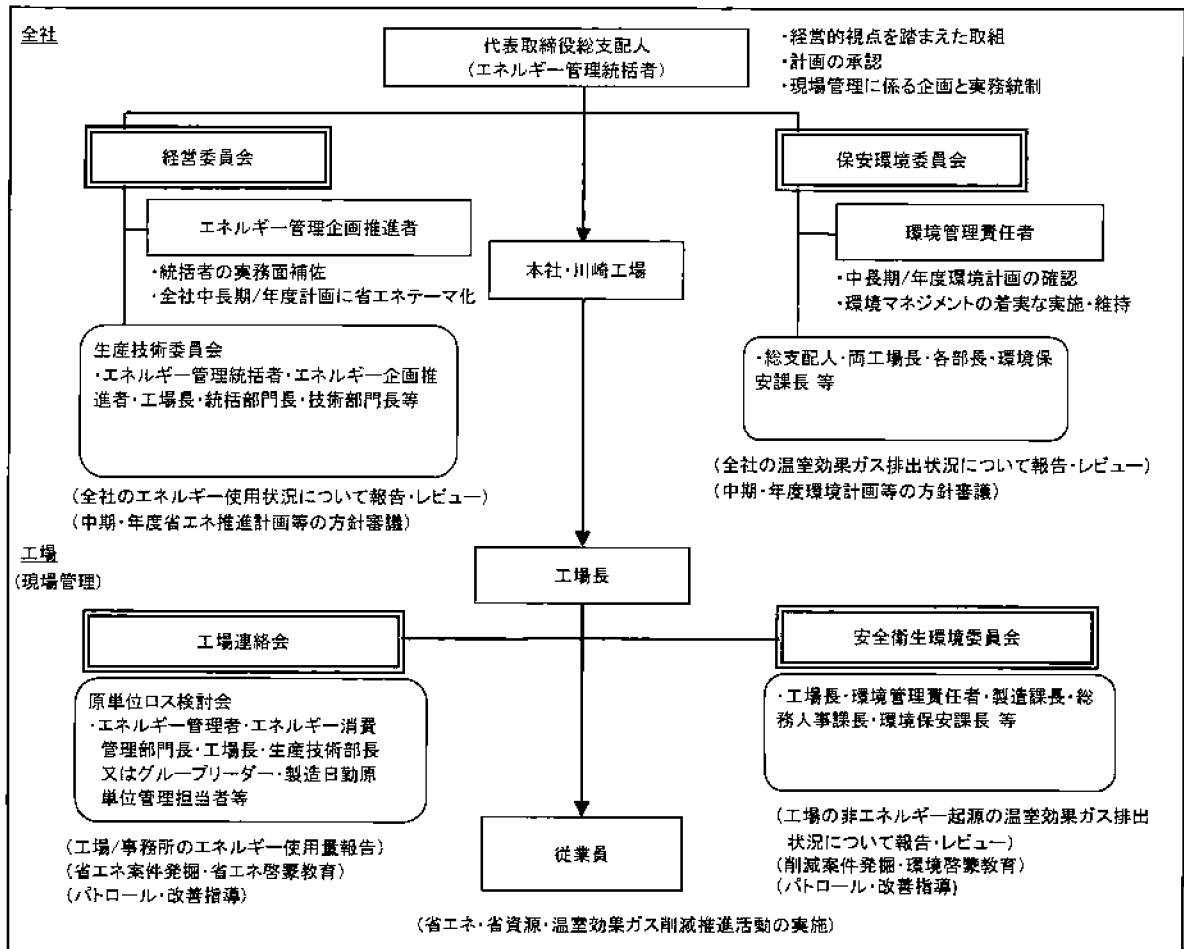 全社
代表取締役総支配人
(エネルギー管理統括者)
・経営的視点を踏まえた取組
・計画の承認
・現場管理に係る企画と実務統制
経営委員会
保安環境委員会
エネルギー管理企画推進者
・統括者の実務面補佐
・全社中長期/年度計画に省エネテーマ化
本社・川崎工場
環境管理責任者
・中長期/年度環境計画の確認
・環境マネジメントの着実な実施・維持
生産技術委員会
・エネルギー管理統括者・エネルギー企画推
進者・工場長・統括部門長・技術部門長等
・総支配人・両工場長・各部長・環境保
安課長 等
(全社のエネルギー使用状況について報告・レビュー)
(中期・年度省エネ推進計画等の方針審議)
(全社の温室効果ガス排出状況について報告・レビュー)
(中期・年度環境計画等の方針審議)
工場
(現場管理)
工場長
工場連絡会
安全衛生環境委員会
原単位ロス検討会
・エネルギー管理者・エネルギー消費
管理部門長・工場長・生産技術部長
又はグループリーダー・製造日勤原
単位管理担当者等
・工場長・環境管理責任者・製造課長・総
務人事課長・環境保安課長 等
(工場/事務所のエネルギー使用量報告)
(省エネ案件発掘・省エネ啓蒙教育)
(パトロール・改善指導)
従業員
(工場の非エネルギー起源の温室効果ガス排出
状況について報告・レビュー)
(削減案件発掘・環境啓蒙教育)
(パトロール・改善指導)
(省エネ・省資源・温室効果ガス削減推進活動の実施)